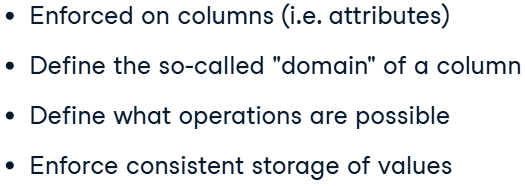 • Enforced on columns (i.e. attributes)
• Define the so-called "domain" of a column
• Define what operations are possible
• Enforce consistent storage of values